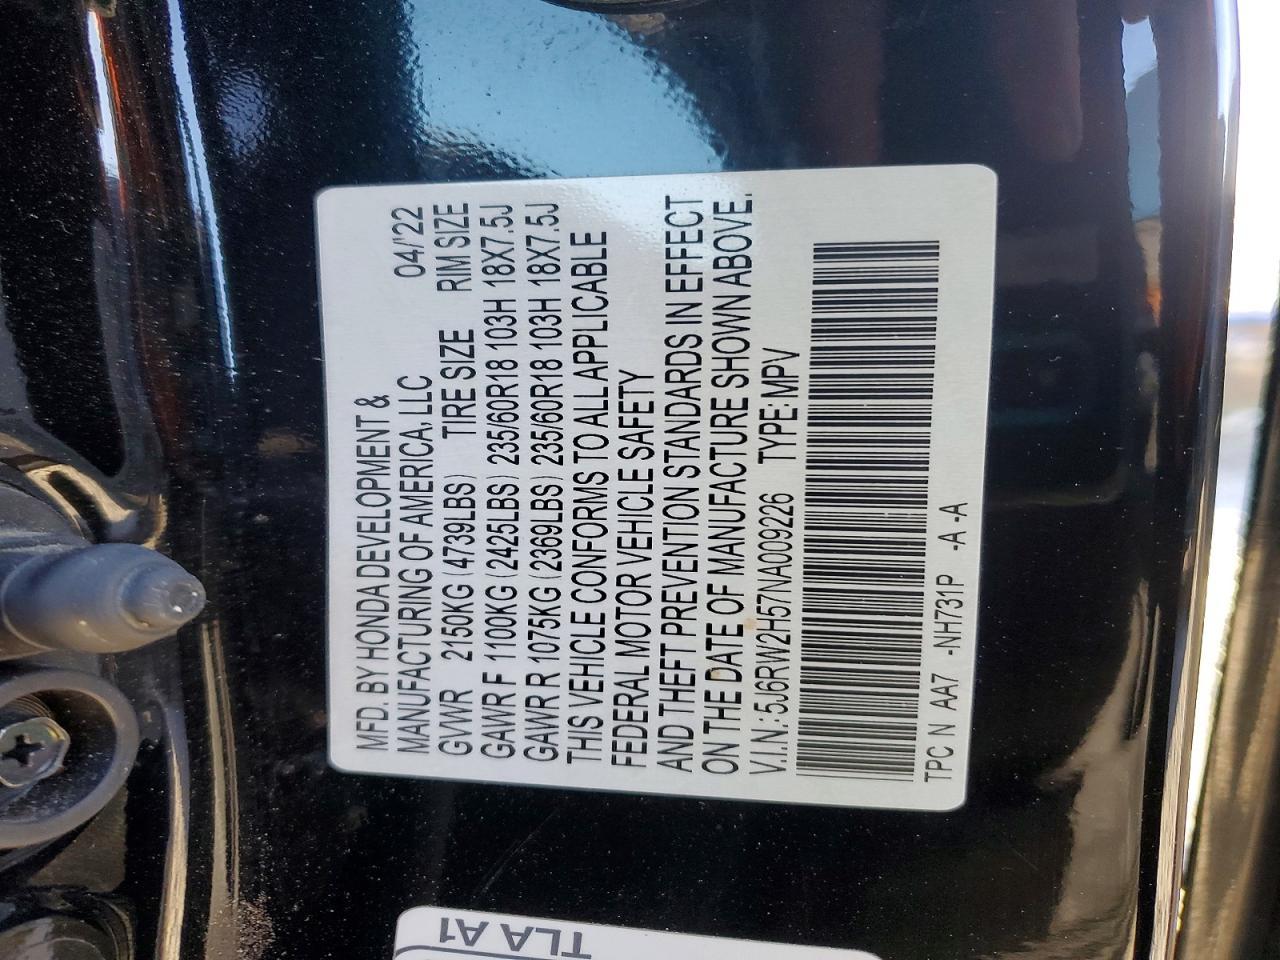 MFD. BY HONDA DEVELOPMENT &
MANUFACTURING OF AMERICA, LLC 04/'22
GVWR 2150KG (4739LBS) TIRE SIZE RIM SIZE
GAWR F 1100KG (2425LBS) 235/60R18 103H 18X7.5J
GAWR R 1075KG (2369LBS) 235/60R18 103H 18X7.5J
THIS VEHICLE CONFORMS TO ALL APPLICABLE
FEDERAL MOTOR VEHICLE SAFETY
AND THEFT PREVENTION STANDARDS IN EFFECT
ON THE DATE OF MANUFACTURE SHOWN ABOVE.
V.I.N.: 5J6RW2H57NA009226 TYPE: MPV
TPC N AA7 -NH731P -A -A
TLA A1